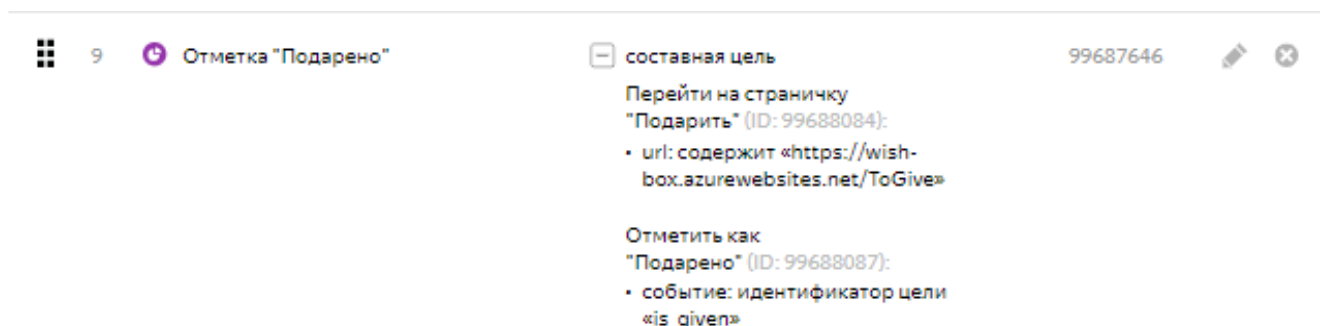 9 Отметка "Подарено" составная цель 99687646
Перейти на страничку
"Подарить" (ID: 99688084):
• url: содержит «https://wish-
box.azurewebsites.net/ToGive»
Отметить как
"Подарено" (ID: 99688087):
• событие: идентификатор цели
«is_given»